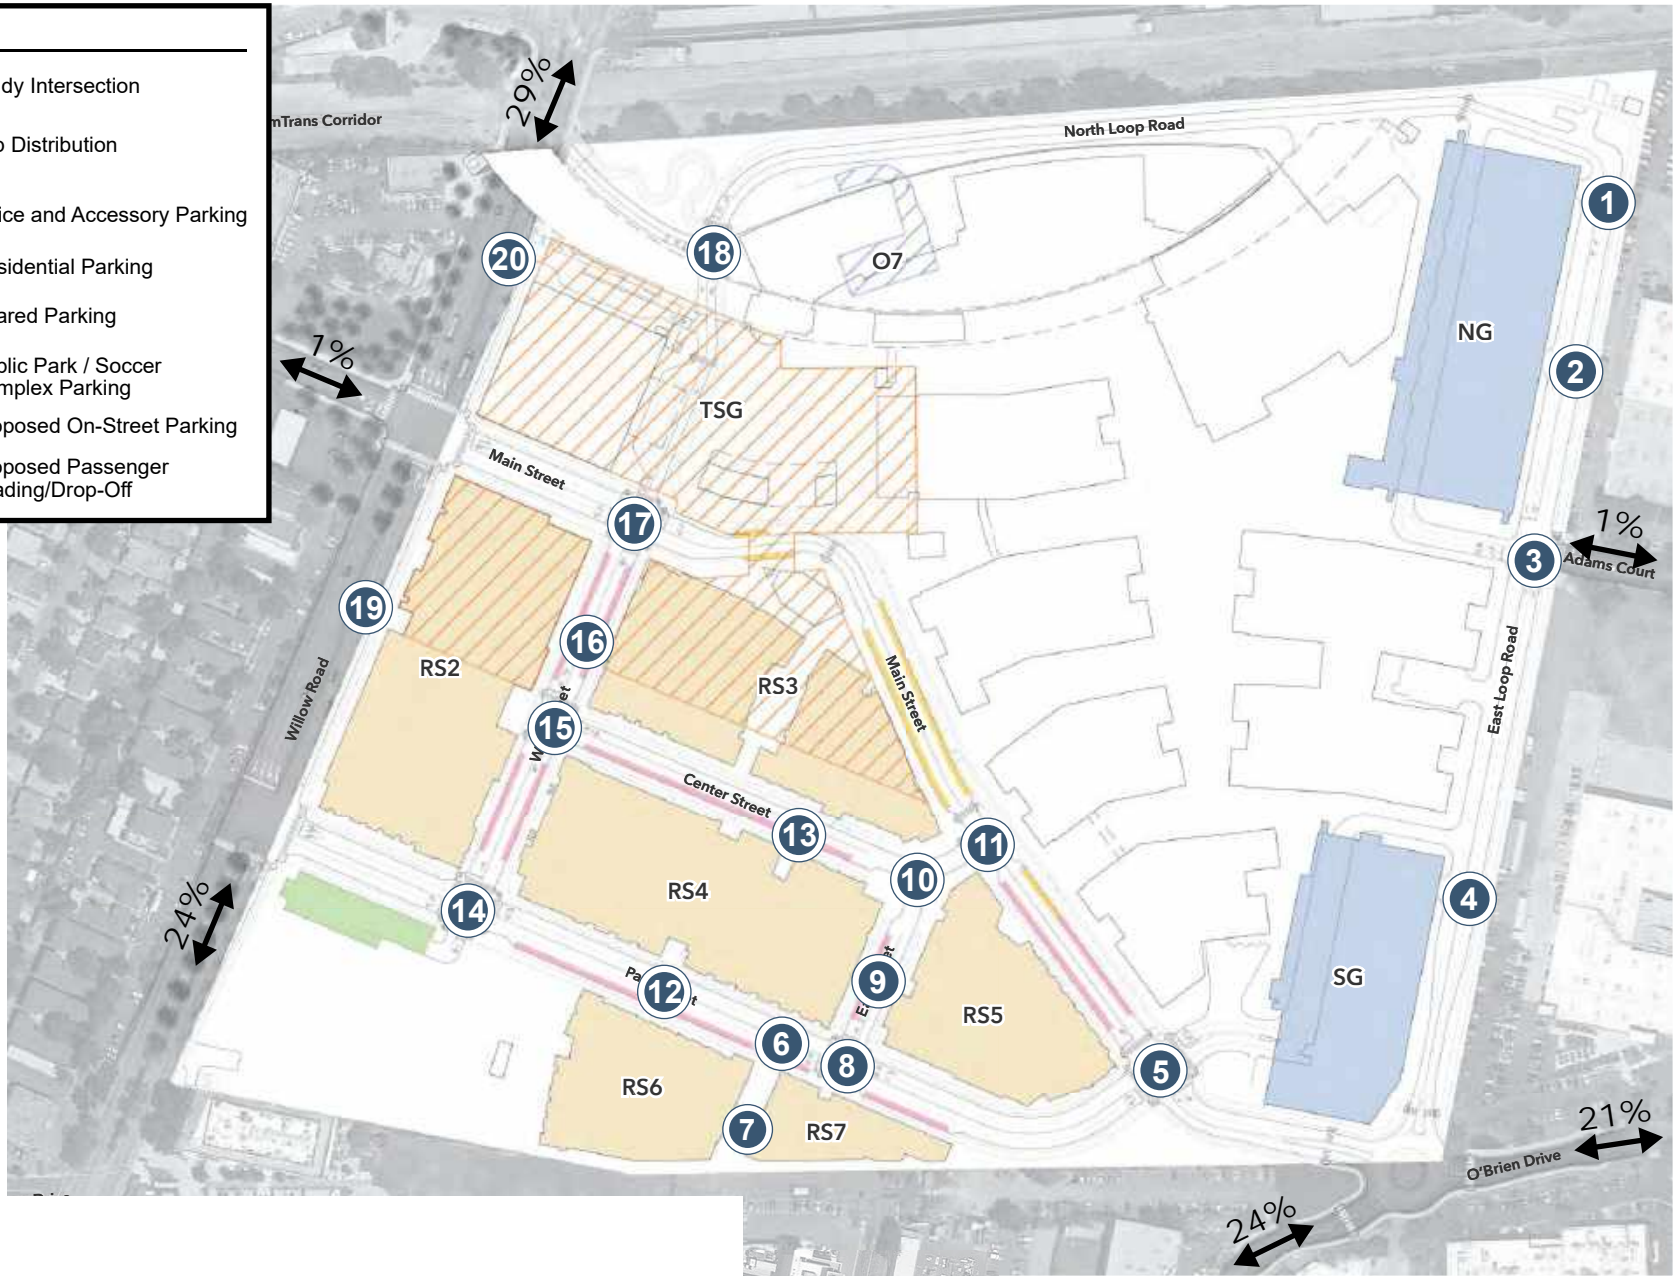 dy Intersection
Distribution
ice and Accessory Parking
sidential Parking
ared Parking
blic Park / Soccer
mplex Parking
posed On-Street Parking
posed Passenger
ading/Drop-Off
29%
mTrans Corridor
North Loop Road
1
20
18
O7
NG
1%
2
TSG
Main Street
17
1%
3
Adams Court
19
16
RS2
RS3
Main Street
East Loop Road
Willow Road
15
Center Street
13
11
10
RS4
14
4
24%
9
SG
12
RS5
6
8
5
RS6
7
RS7
21%
O'Brien Drive
24%